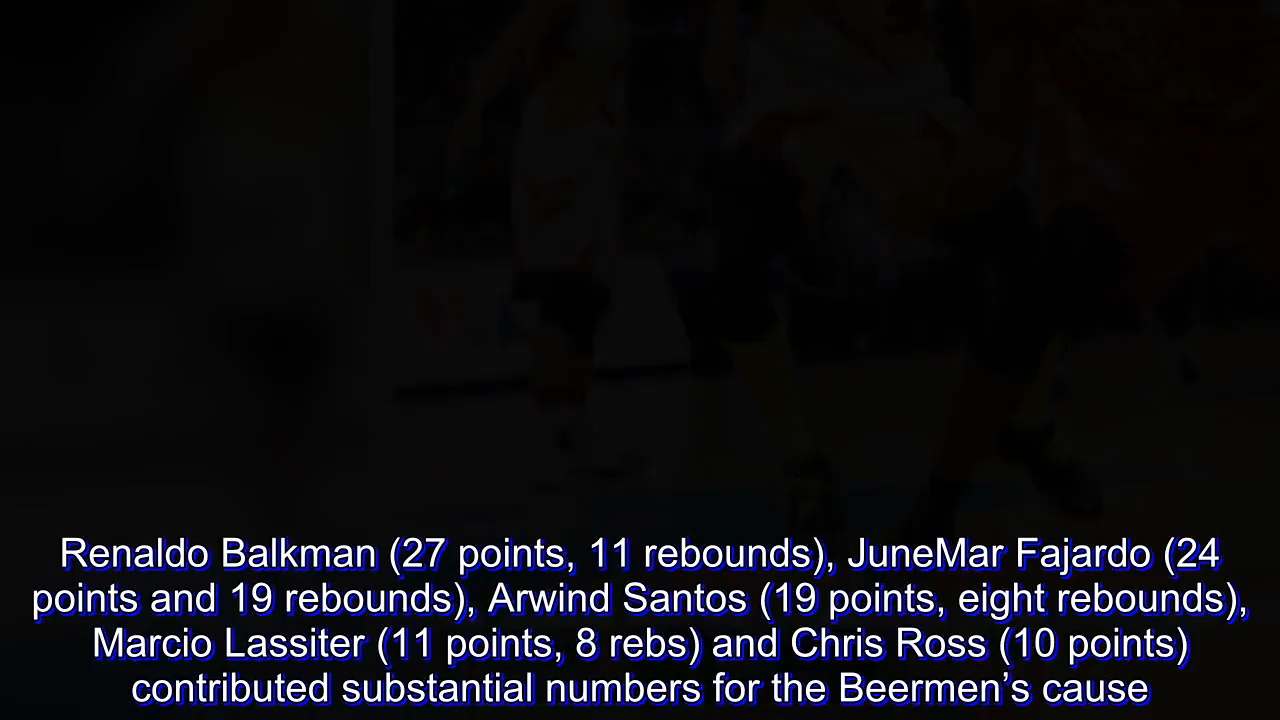 Renaldo Balkman (27 points, 11 rebounds), JuneMar Fajardo (24
points and 19 rebounds), Arwind Santos (19 points, eight rebounds),
Marcio Lassiter (11 points, 8 rebs) and Chris Ross (10 points)
contributed substantial numbers for the Beermen’s cause